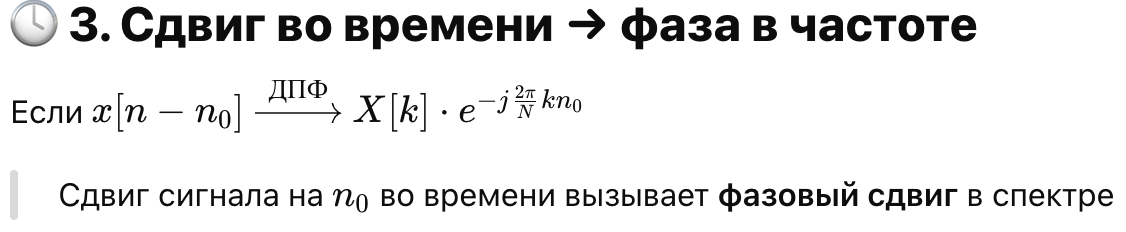 🕒 3. Сдвиг во времени → фаза в частоте
Если x[n − n₀] ДПФ⟶ X[k] · e^{−j (2π/N) kn₀}
Сдвиг сигнала на n₀ во времени вызывает фазовый сдвиг в спектре